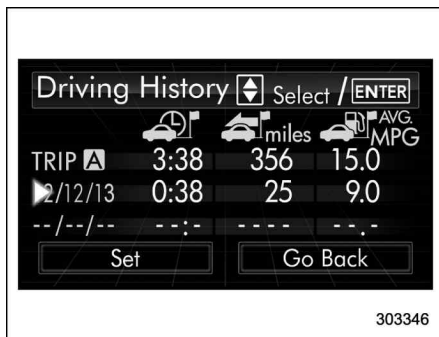 Driving History Select / ENTER
miles AVG. MPG
TRIP A 3:38 356 15.0
2/12/13 0:38 25 9.0
--/--/-- --:- ---- --.-
Set Go Back
303346